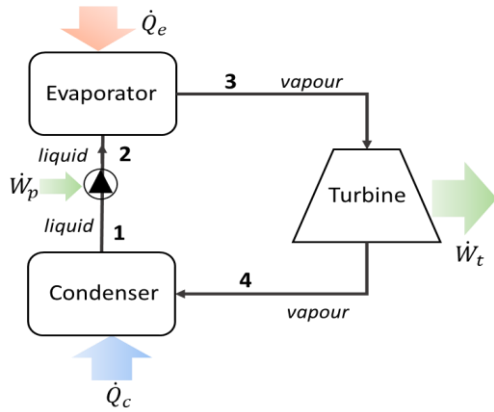 Q̇ₑ
3
vapour
Evaporator
liquid
2
Ẇₚ
Turbine
liquid
1
Ẇₜ
Condenser
4
vapour
Q̇꜀